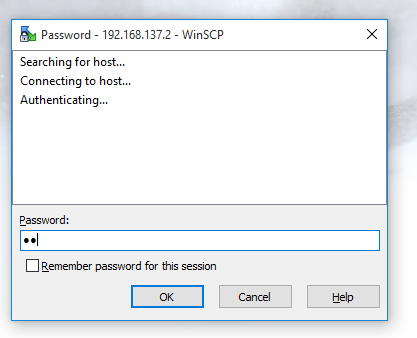 Password - 192.168.137.2 - WinSCP
Searching for host...
Connecting to host...
Authenticating...
Password:
●●
Remember password for this session
OK
Cancel
Help